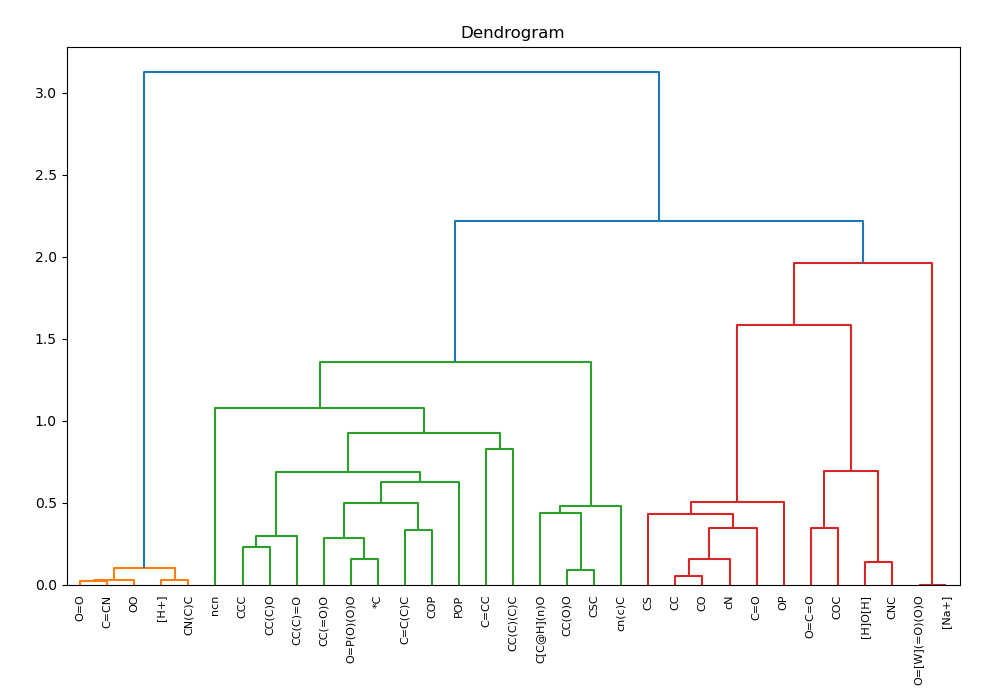 Dendrogram
3.0
2.5
2.0
1.5
1.0
0.5
0.0
O=O
C=CN
OO
[H+]
CN(C)C
ncn
CCC
CC(C)O
CC(C)=O
CC(=O)O
O=P(O)(O)O
*C
C=C(C)C
COP
POP
C=CC
CC(C)(C)C
C[C@H](n)O
CC(O)O
CSC
cn(c)C
CS
CC
CO
cN
C=O
OP
O=C=O
COC
[H]O[H]
CNC
O=[W](=O)(O)O
[Na+]